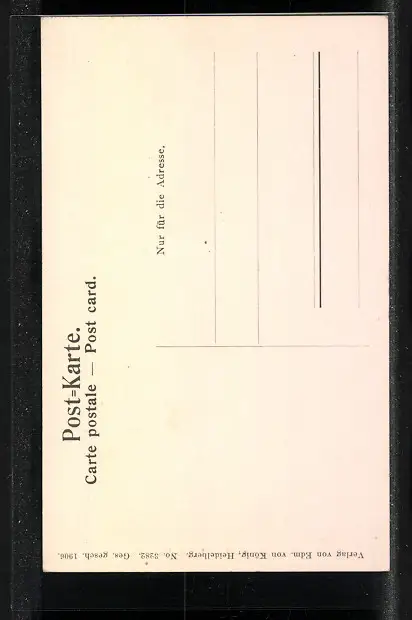 Post=Karte.
Carte postale — Post card.
Nur für die Adresse.
Verlag von Edm. von König, Heidelberg. No. 3282. Ges. gesch. 1906.